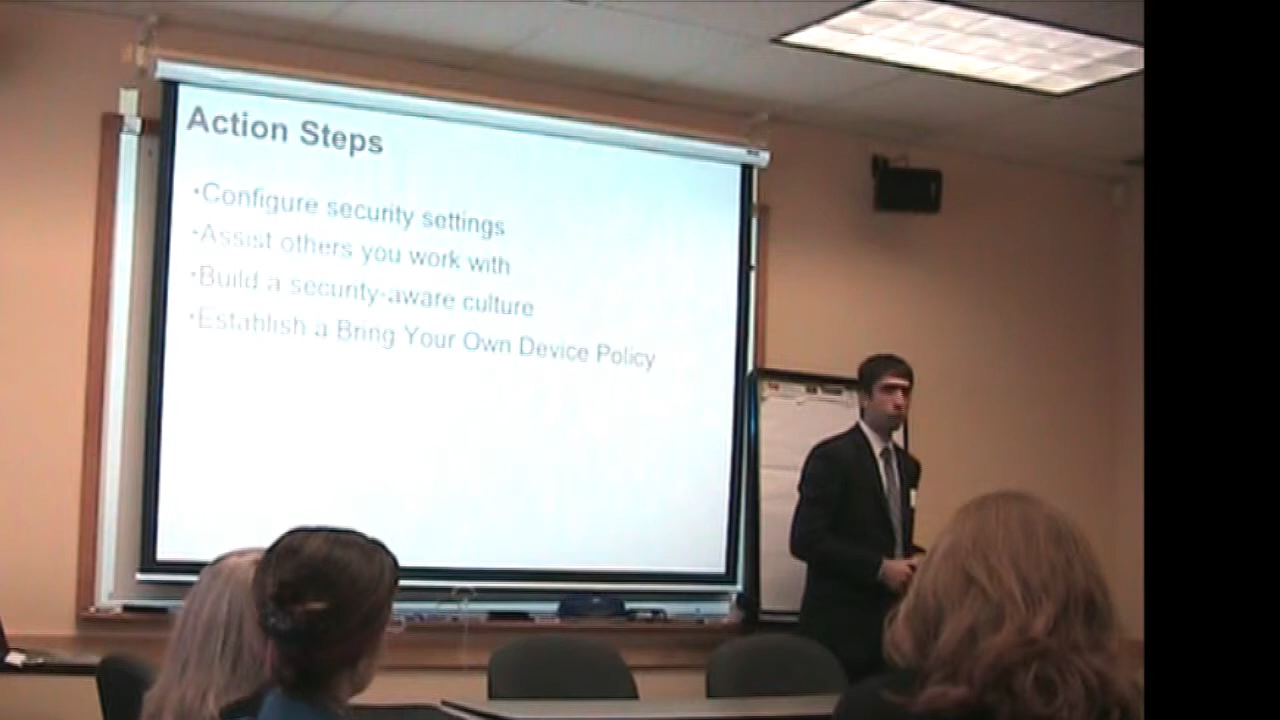 Action Steps
•Configure security settings
•Assist others you work with
•Build a security-aware culture
•Establish a Bring Your Own Device Policy